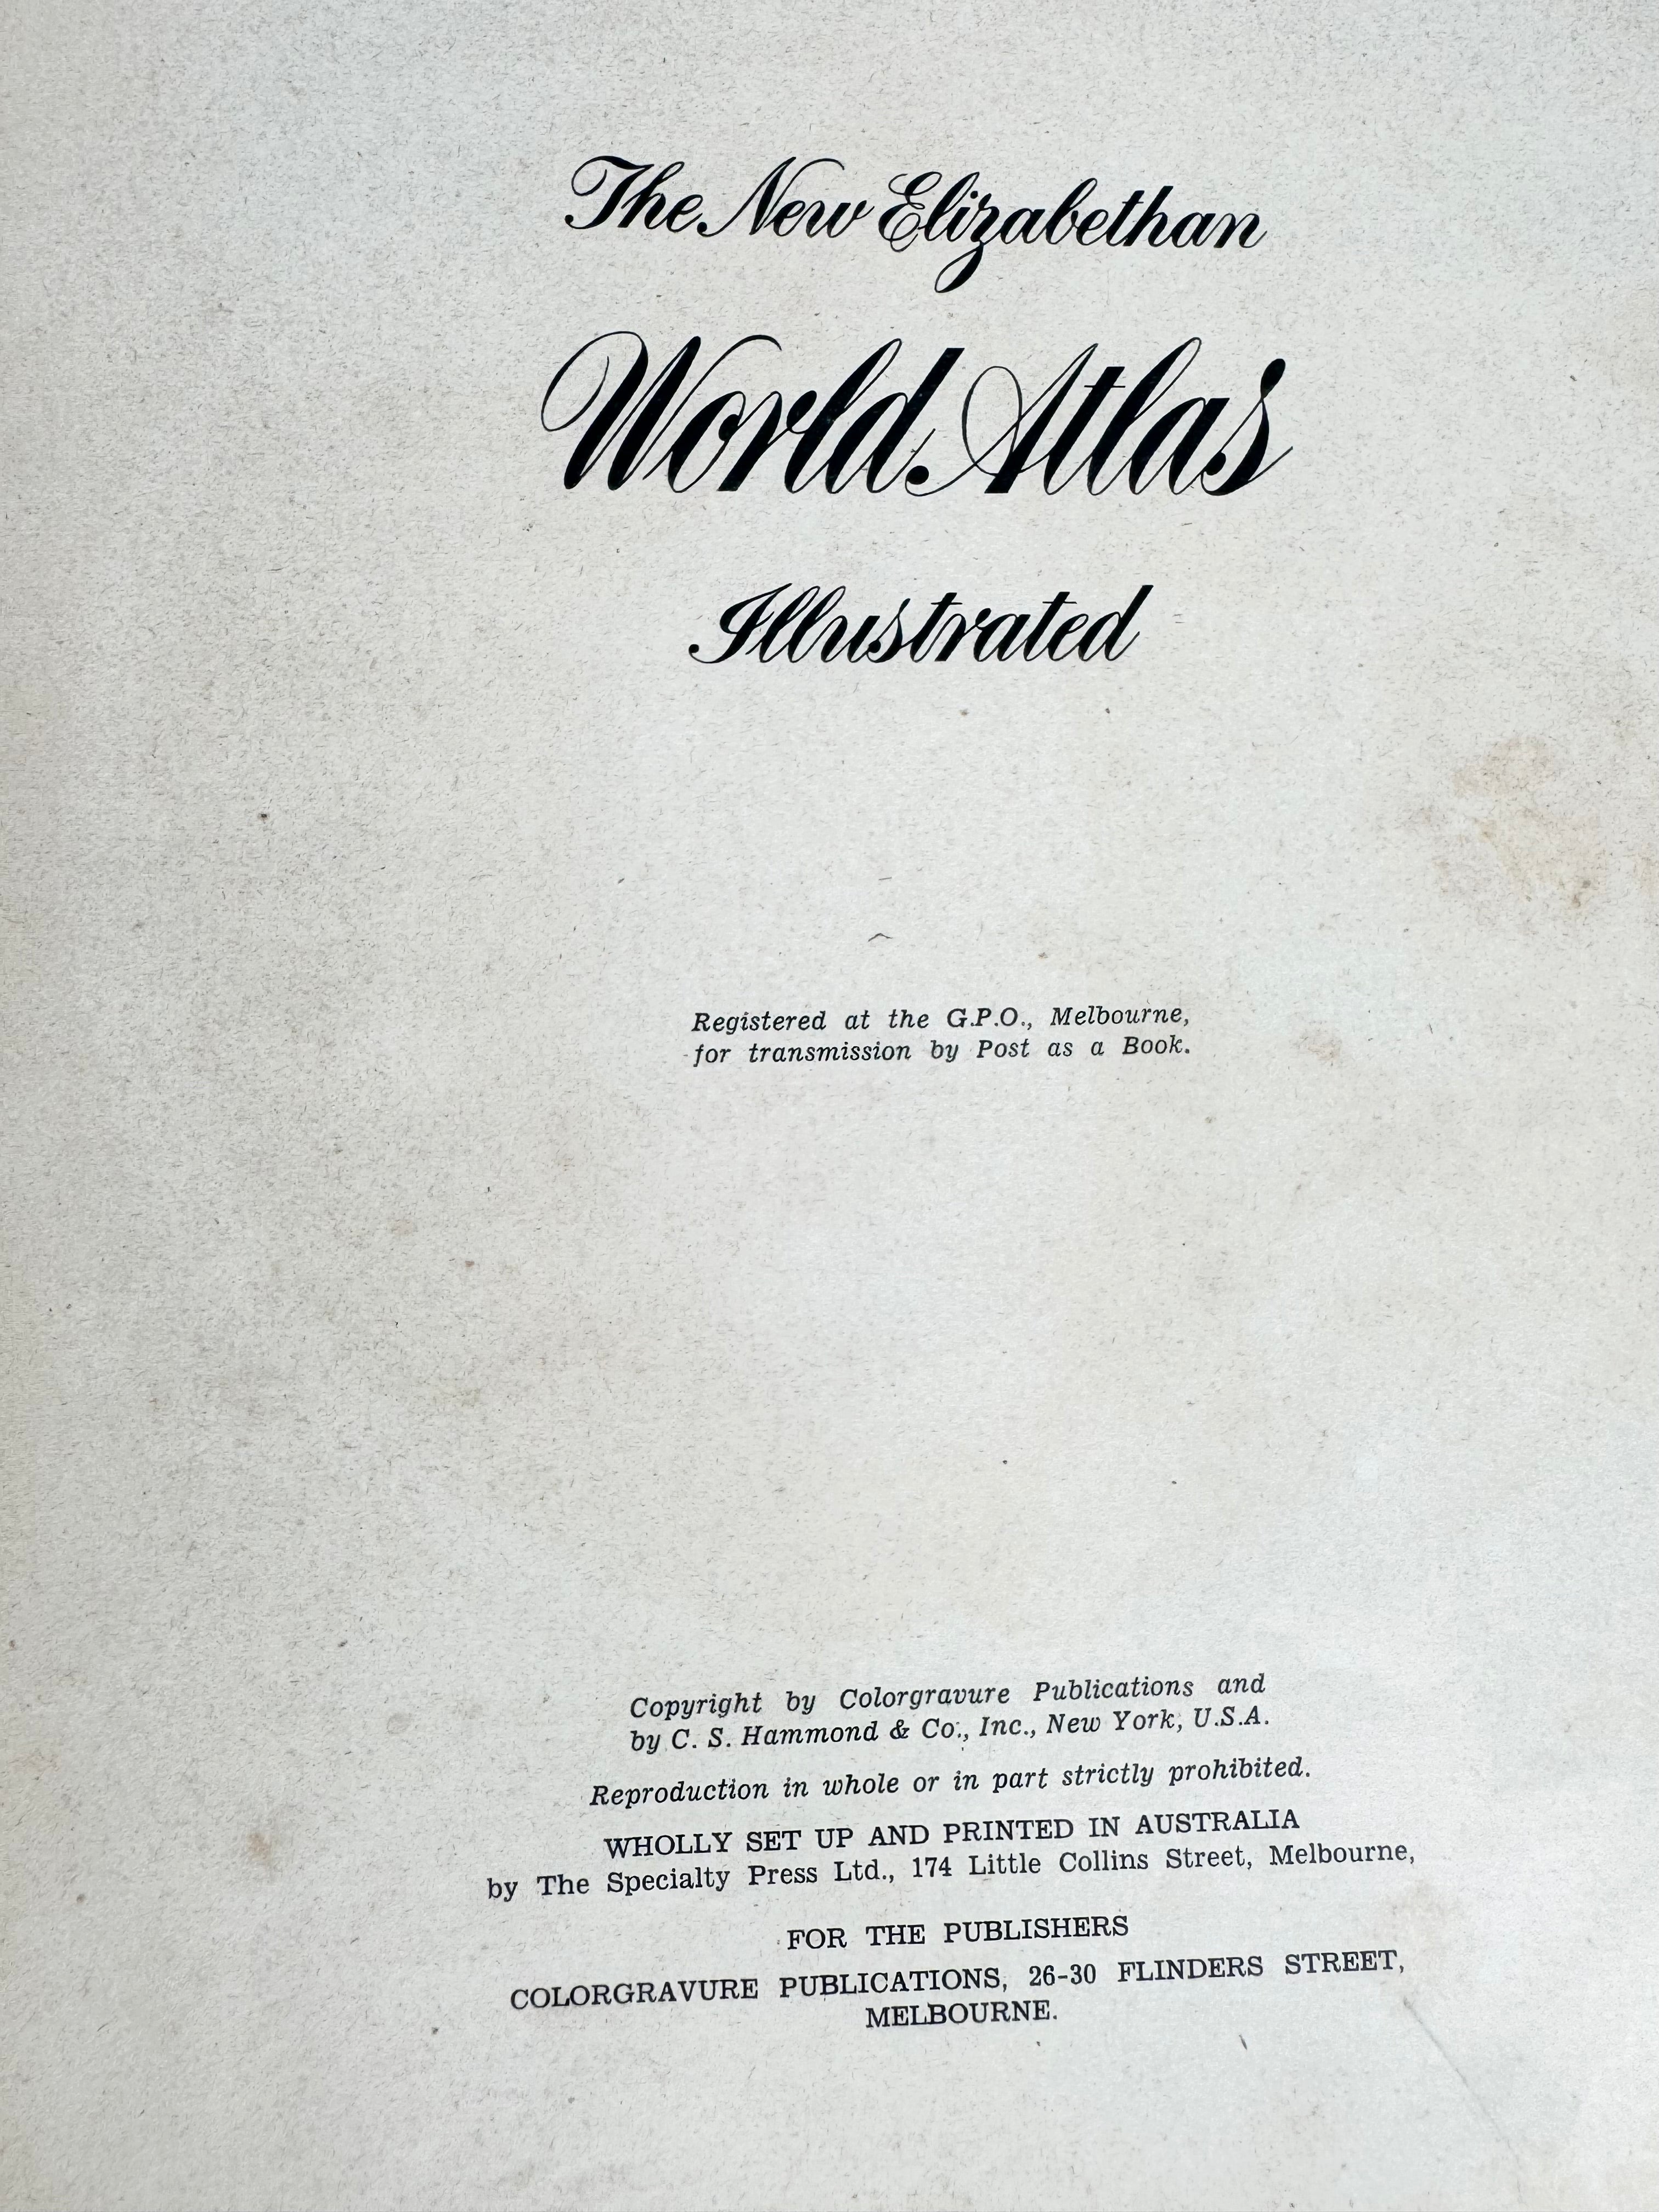 The New Elizabethan
World Atlas
Illustrated
Registered at the G.P.O., Melbourne,
for transmission by Post as a Book.
Copyright by Colorgravure Publications and
by C. S. Hammond & Co., Inc., New York, U.S.A.
Reproduction in whole or in part strictly prohibited.
WHOLLY SET UP AND PRINTED IN AUSTRALIA
by The Specialty Press Ltd., 174 Little Collins Street, Melbourne,
FOR THE PUBLISHERS
COLORGRAVURE PUBLICATIONS, 26-30 FLINDERS STREET,
MELBOURNE.